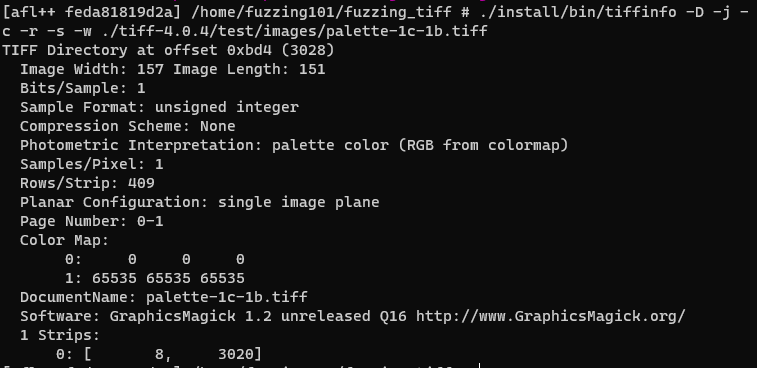 [afl++ feda81819d2a] /home/fuzzing101/fuzzing_tiff # ./install/bin/tiffinfo -D -j -
c -r -s -w ./tiff-4.0.4/test/images/palette-1c-1b.tiff
TIFF Directory at offset 0xbd4 (3028)
  Image Width: 157 Image Length: 151
  Bits/Sample: 1
  Sample Format: unsigned integer
  Compression Scheme: None
  Photometric Interpretation: palette color (RGB from colormap)
  Samples/Pixel: 1
  Rows/Strip: 409
  Planar Configuration: single image plane
  Page Number: 0-1
  Color Map:
       0:     0     0     0
       1: 65535 65535 65535
  DocumentName: palette-1c-1b.tiff
  Software: GraphicsMagick 1.2 unreleased Q16 http://www.GraphicsMagick.org/
  1 Strips:
      0: [       8,     3020]